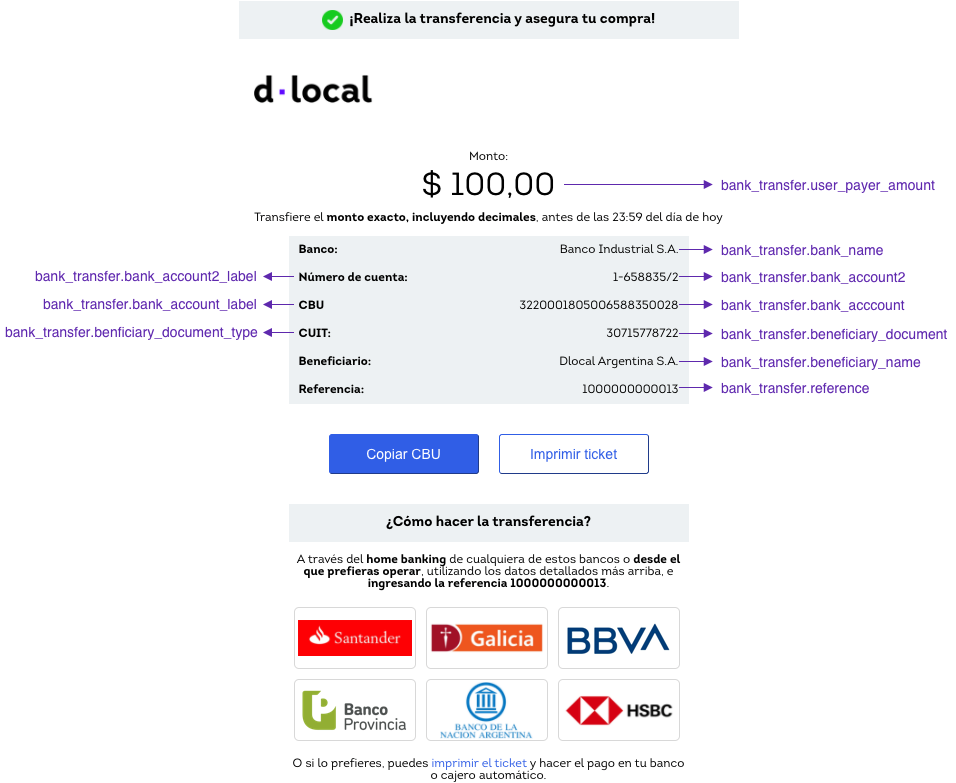 ¡Realiza la transferencia y asegura tu compra!
d·local
Monto:
$ 100,00
bank_transfer.user_payer_amount
Transfiere el monto exacto, incluyendo decimales, antes de las 23:59 del día de hoy
Banco: Banco Industrial S.A. bank_transfer.bank_name
bank_transfer.bank_account2_label Número de cuenta: 1-658835/2 bank_transfer.bank_account2
bank_transfer.bank_account_label CBU 3220001805006588350028 bank_transfer.bank_acccount
bank_transfer.benficiary_document_type CUIT: 30715778722 bank_transfer.beneficiary_document
Beneficiario: Dlocal Argentina S.A. bank_transfer.beneficiary_name
Referencia: 1000000000013 bank_transfer.reference
Copiar CBU Imprimir ticket
¿Cómo hacer la transferencia?
A través del home banking de cualquiera de estos bancos o desde el
que prefieras operar, utilizando los datos detallados más arriba, e
ingresando la referencia 1000000000013.
Santander Galicia BBVA
Banco
Provincia
BANCO DE LA
NACION ARGENTINA
HSBC
O si lo prefieres, puedes imprimir el ticket y hacer el pago en tu banco
o cajero automático.